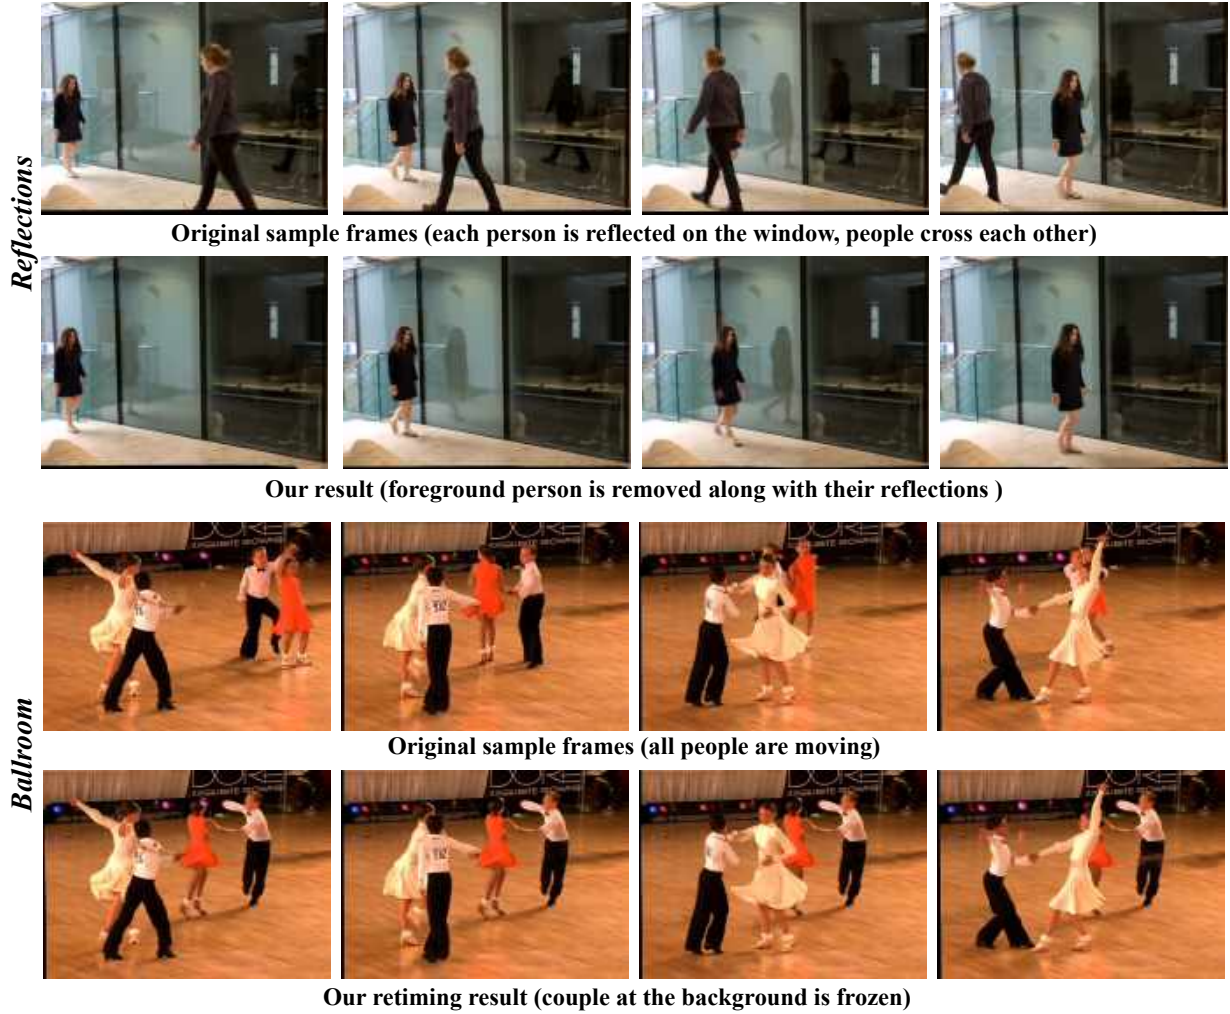 Reflections
Original sample frames (each person is reflected on the window, people cross each other)
Our result (foreground person is removed along with their reflections )
Ballroom
Original sample frames (all people are moving)
Our retiming result (couple at the background is frozen)